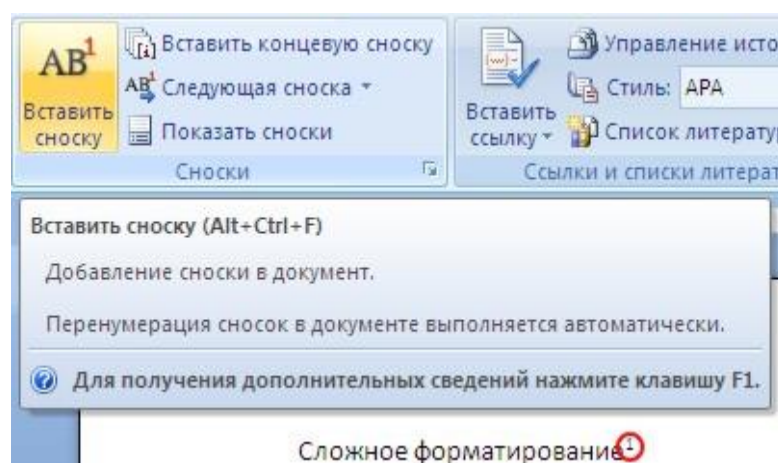 AB1
Вставить сноску
Вставить концевую сноску
AB1 Следующая сноска
Показать сноски
Сноски
Вставить ссылку
Управление исто
Стиль: APA
Список литерату
Ссылки и списки литерат
Вставить сноску (Alt+Ctrl+F)
Добавление сноски в документ.
Перенумерация сносок в документе выполняется автоматически.
Для получения дополнительных сведений нажмите клавишу F1.
Сложное форматирование1